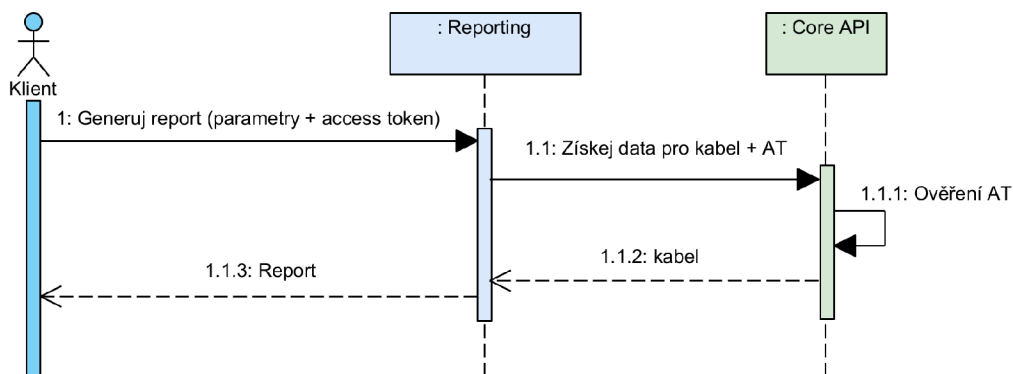 : Reporting
: Core API
Klient
1: Generuj report (parametry + access token)
1.1: Získej data pro kabel + AT
1.1.1: Ověření AT
1.1.2: kabel
1.1.3: Report